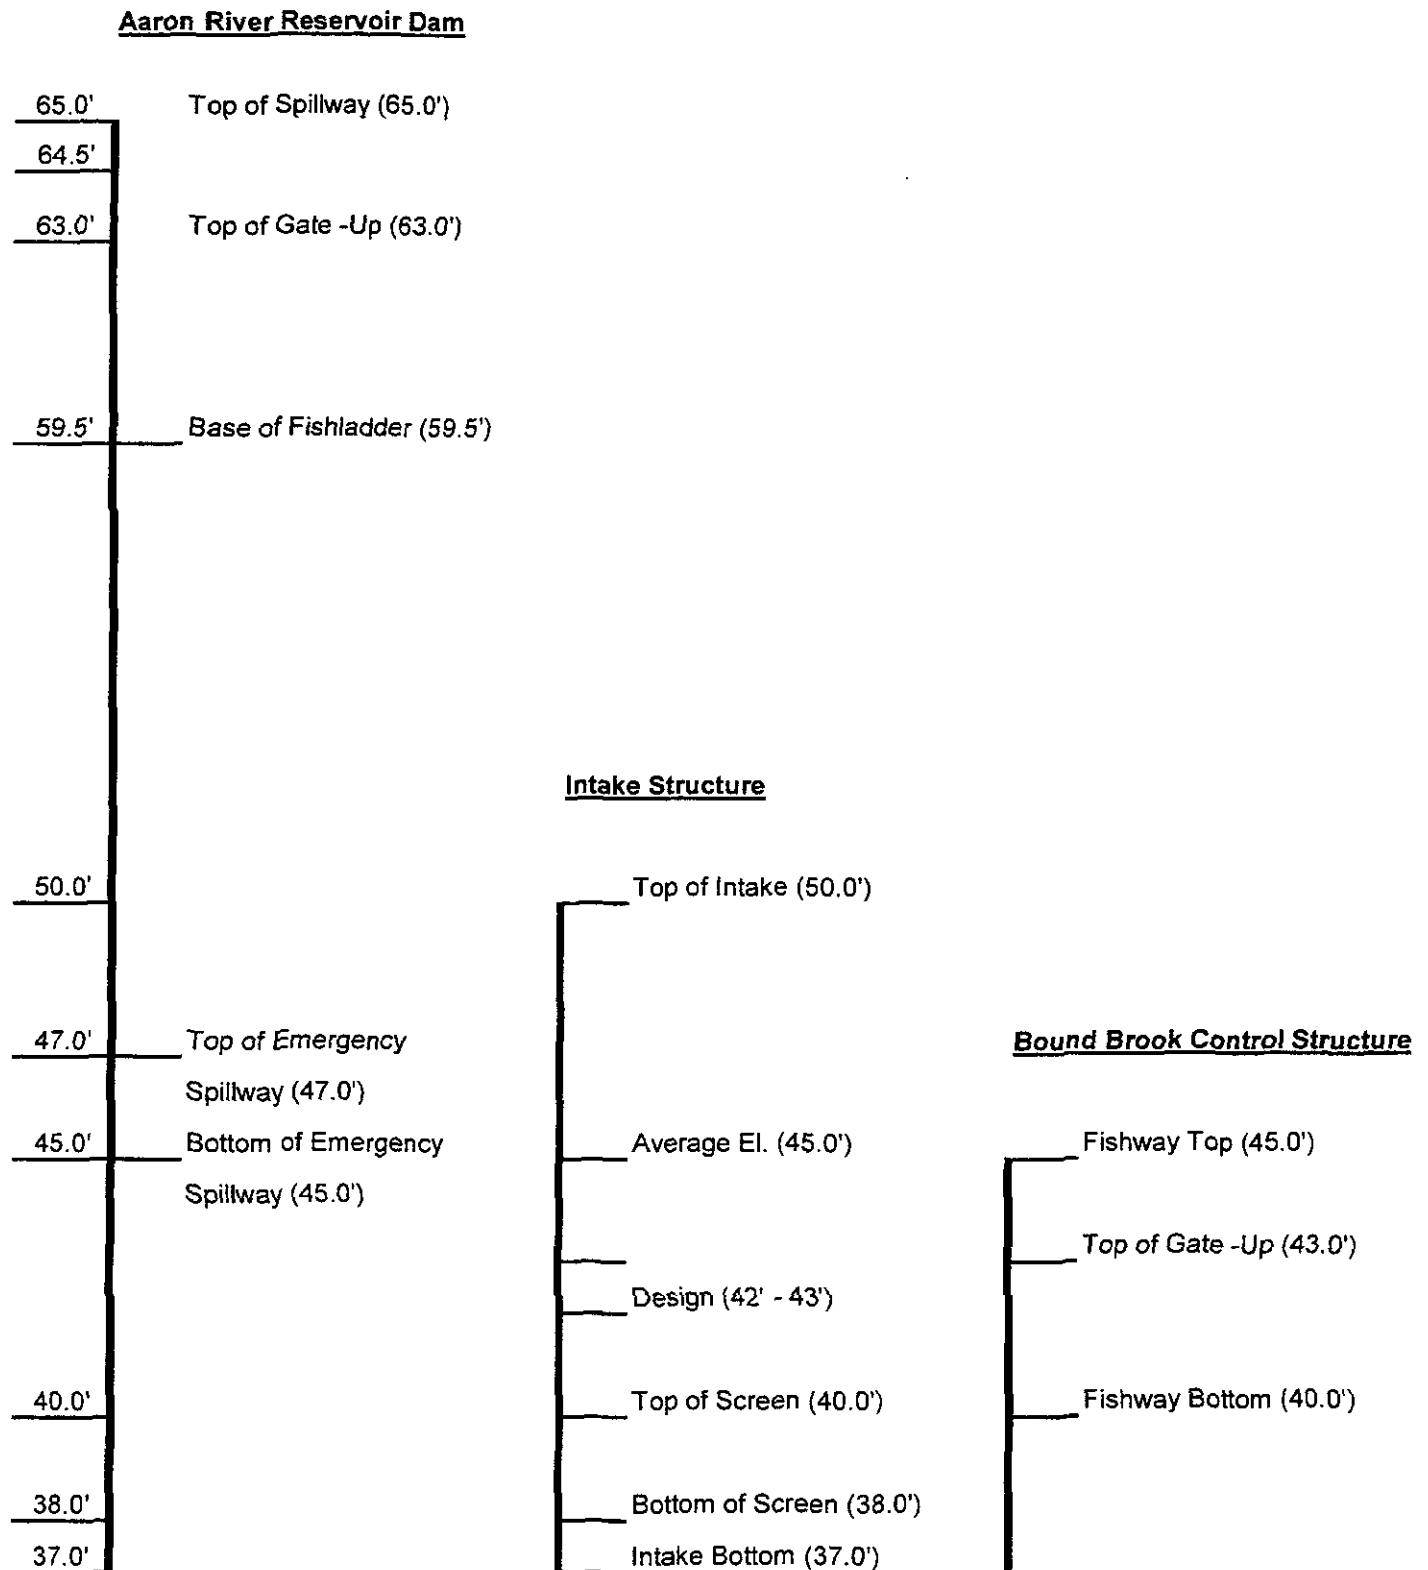 Aaron River Reservoir Dam
65.0' Top of Spillway (65.0')
64.5'
63.0' Top of Gate -Up (63.0')
59.5' Base of Fishladder (59.5')
Intake Structure
50.0' Top of Intake (50.0')
47.0' Top of Emergency
Spillway (47.0')
Bound Brook Control Structure
45.0' Bottom of Emergency
Spillway (45.0')
Average El. (45.0')
Fishway Top (45.0')
Top of Gate -Up (43.0')
Design (42' - 43')
40.0' Top of Screen (40.0') Fishway Bottom (40.0')
38.0' Bottom of Screen (38.0')
37.0' Intake Bottom (37.0')